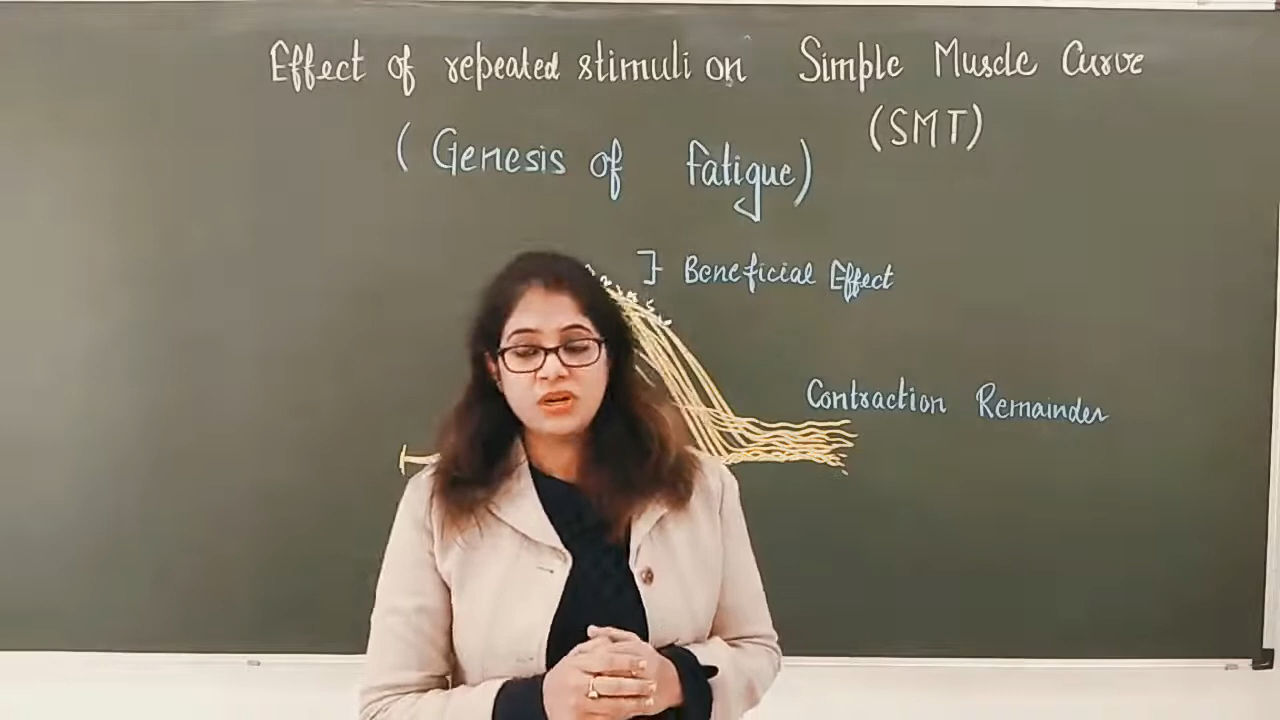 Effect of repeated stimuli on Simple Muscle Curve
(SMT)
(Genesis of fatigue)
] Beneficial Effect
Contraction Remainder